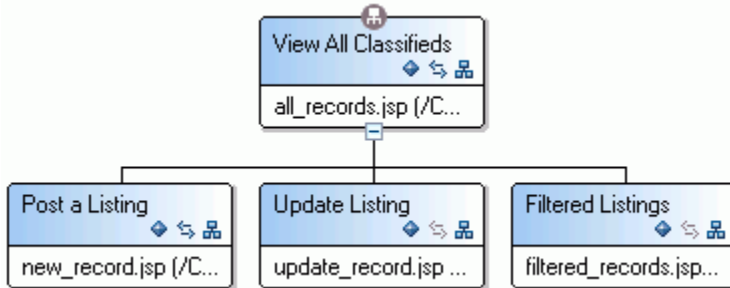 View All Classifieds
all_records.jsp (/C...
Post a Listing
new_record.jsp (/C...
Update Listing
update_record.jsp ...
Filtered Listings
filtered_records.jsp...